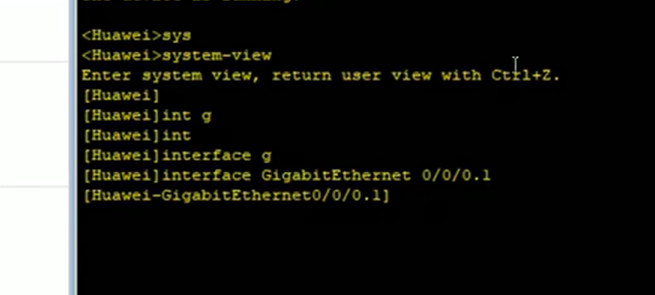 <Huawei>sys
<Huawei>system-view
Enter system view, return user view with Ctrl+Z.
[Huawei]
[Huawei]int g
[Huawei]int
[Huawei]interface g
[Huawei]interface GigabitEthernet 0/0/0.1
[Huawei-GigabitEthernet0/0/0.1]